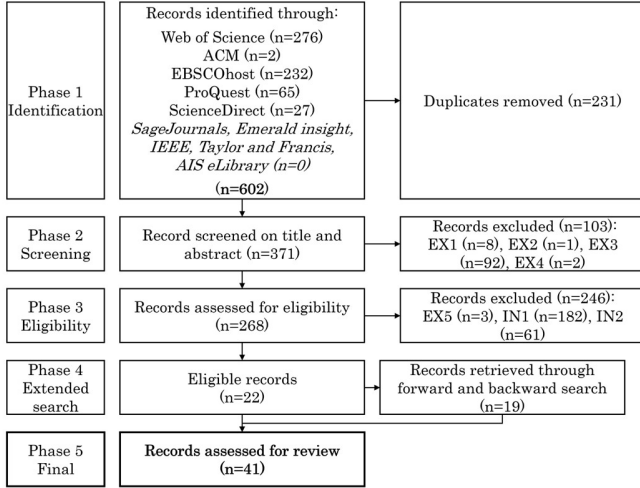 Phase 1
Identification
Records identified through:
Web of Science (n=276)
ACM (n=2)
EBSCOhost (n=232)
ProQuest (n=65)
ScienceDirect (n=27)
SageJournals, Emerald insight,
IEEE, Taylor and Francis,
AIS eLibrary (n=0)
(n=602)
Duplicates removed (n=231)
Phase 2
Screening
Record screened on title and
abstract (n=371)
Records excluded (n=103):
EX1 (n=8), EX2 (n=1), EX3
(n=92), EX4 (n=2)
Phase 3
Eligibility
Records assessed for eligibility
(n=268)
Records excluded (n=246):
EX5 (n=3), IN1 (n=182), IN2
(n=61)
Phase 4
Extended
search
Eligible records
(n=22)
Records retrieved through
forward and backward search
(n=19)
Phase 5
Final
Records assessed for review
(n=41)